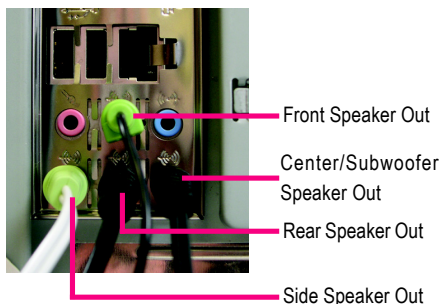 Front Speaker Out
Center/Subwoofer
Speaker Out
Rear Speaker Out
Side Speaker Out